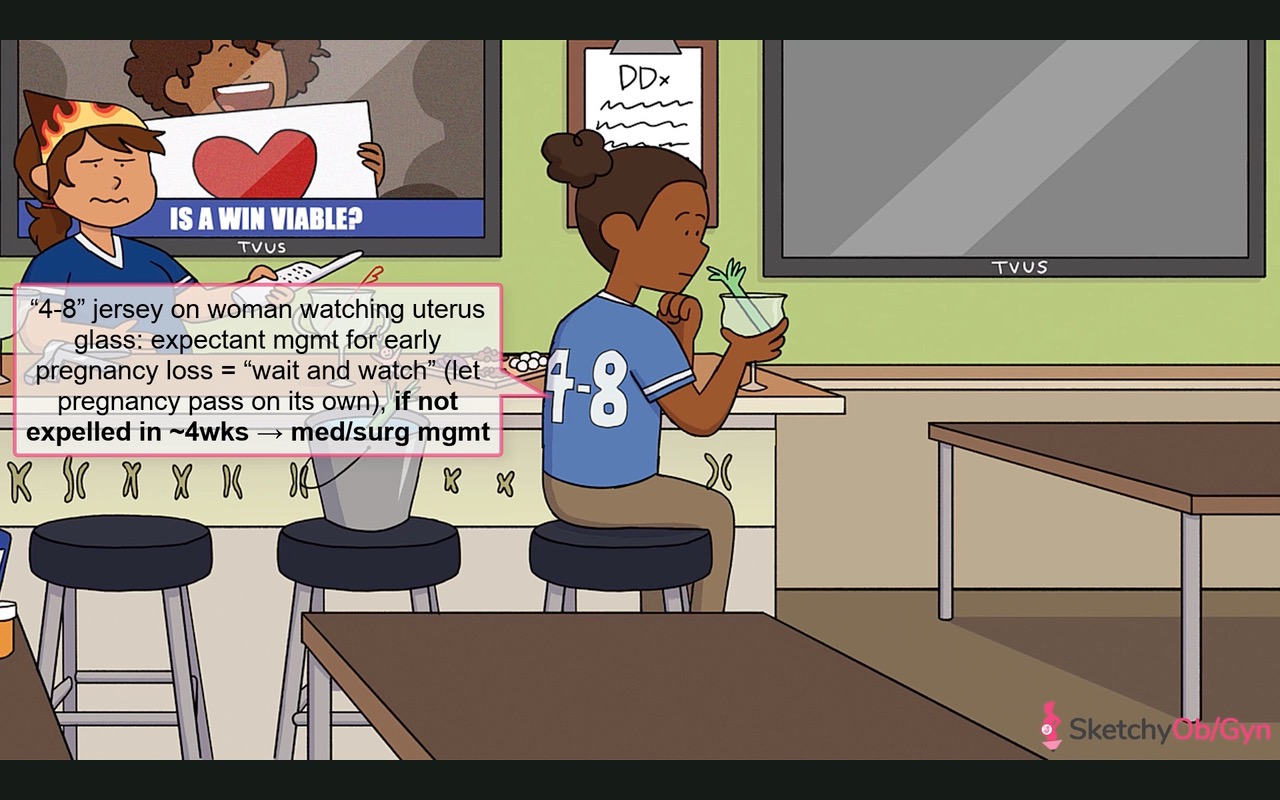 DDx
IS A WIN VIABLE?
TVUS
TVUS
“4-8” jersey on woman watching uterus
glass: expectant mgmt for early
pregnancy loss = “wait and watch” (let
pregnancy pass on its own), if not
expelled in ~4wks → med/surg mgmt
4-8
SketchyOb/Gyn